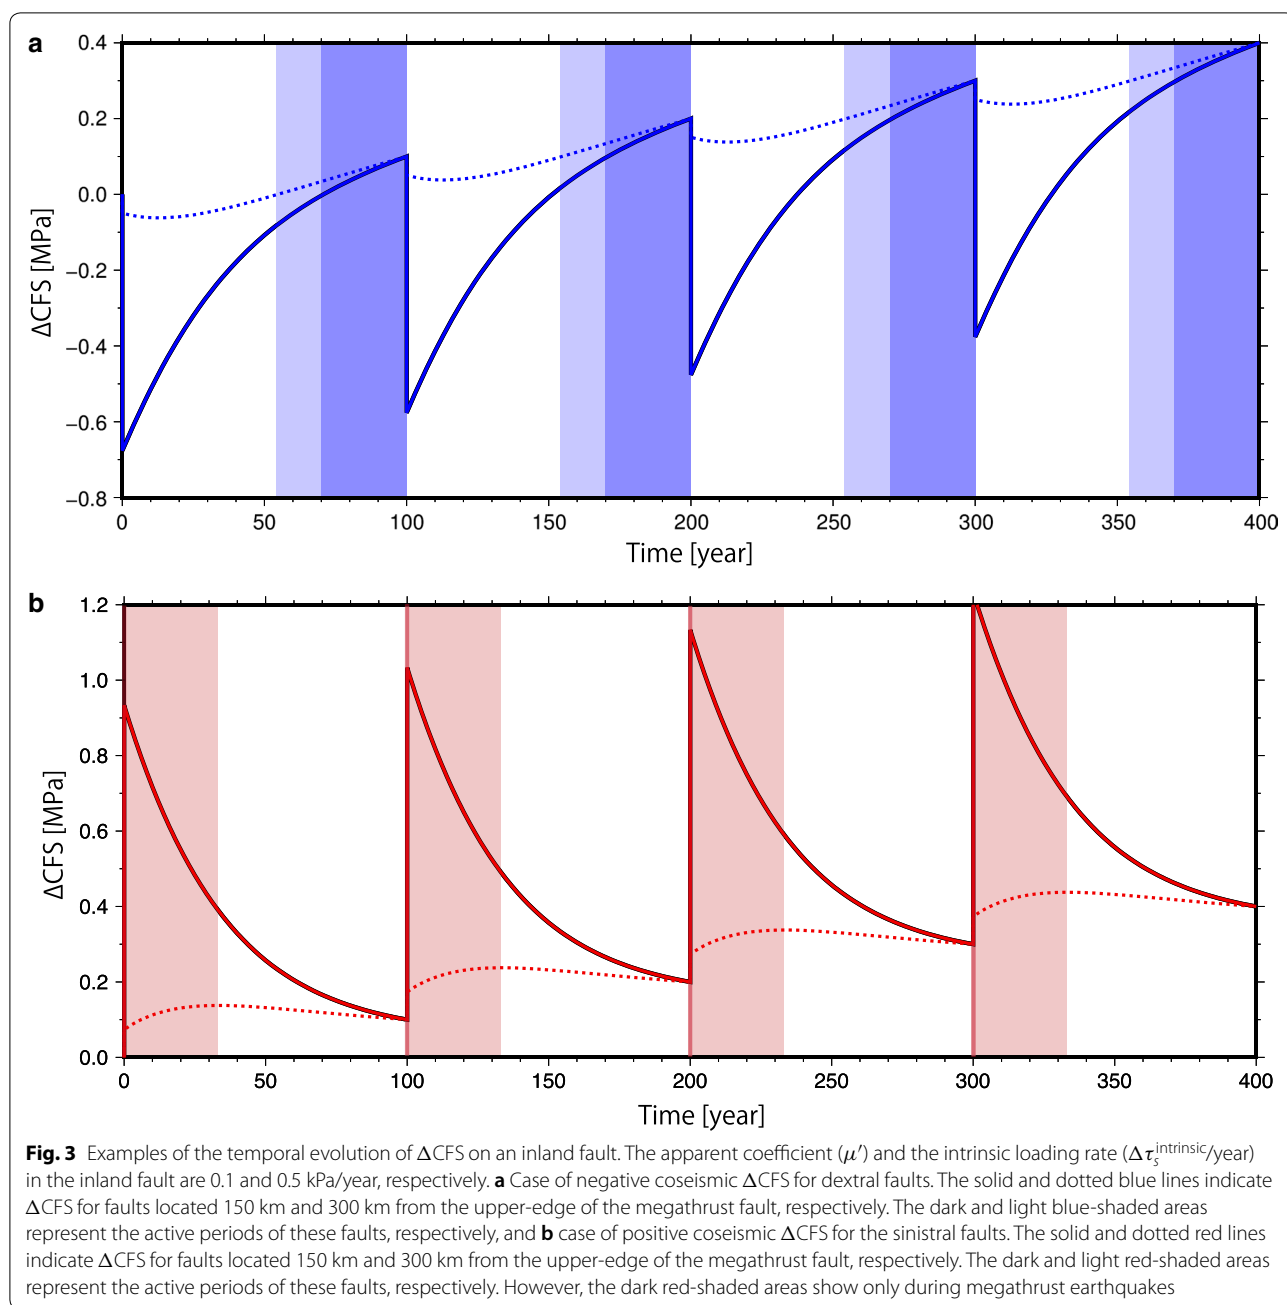 a
0.4
0.2
0.0
−0.2
−0.4
−0.6
−0.8
ΔCFS [MPa]
0 50 100 150 200 250 300 350 400
Time [year]
b
1.2
1.0
0.8
0.6
0.4
0.2
0.0
ΔCFS [MPa]
0 50 100 150 200 250 300 350 400
Time [year]
Fig. 3 Examples of the temporal evolution of ΔCFS on an inland fault. The apparent coefficient (μ′) and the intrinsic loading rate (Δτ_s^intrinsic/year)
in the inland fault are 0.1 and 0.5 kPa/year, respectively. a Case of negative coseismic ΔCFS for dextral faults. The solid and dotted blue lines indicate
ΔCFS for faults located 150 km and 300 km from the upper-edge of the megathrust fault, respectively. The dark and light blue-shaded areas
represent the active periods of these faults, respectively, and b case of positive coseismic ΔCFS for the sinistral faults. The solid and dotted red lines
indicate ΔCFS for faults located 150 km and 300 km from the upper-edge of the megathrust fault, respectively. The dark and light red-shaded areas
represent the active periods of these faults, respectively. However, the dark red-shaded areas show only during megathrust earthquakes